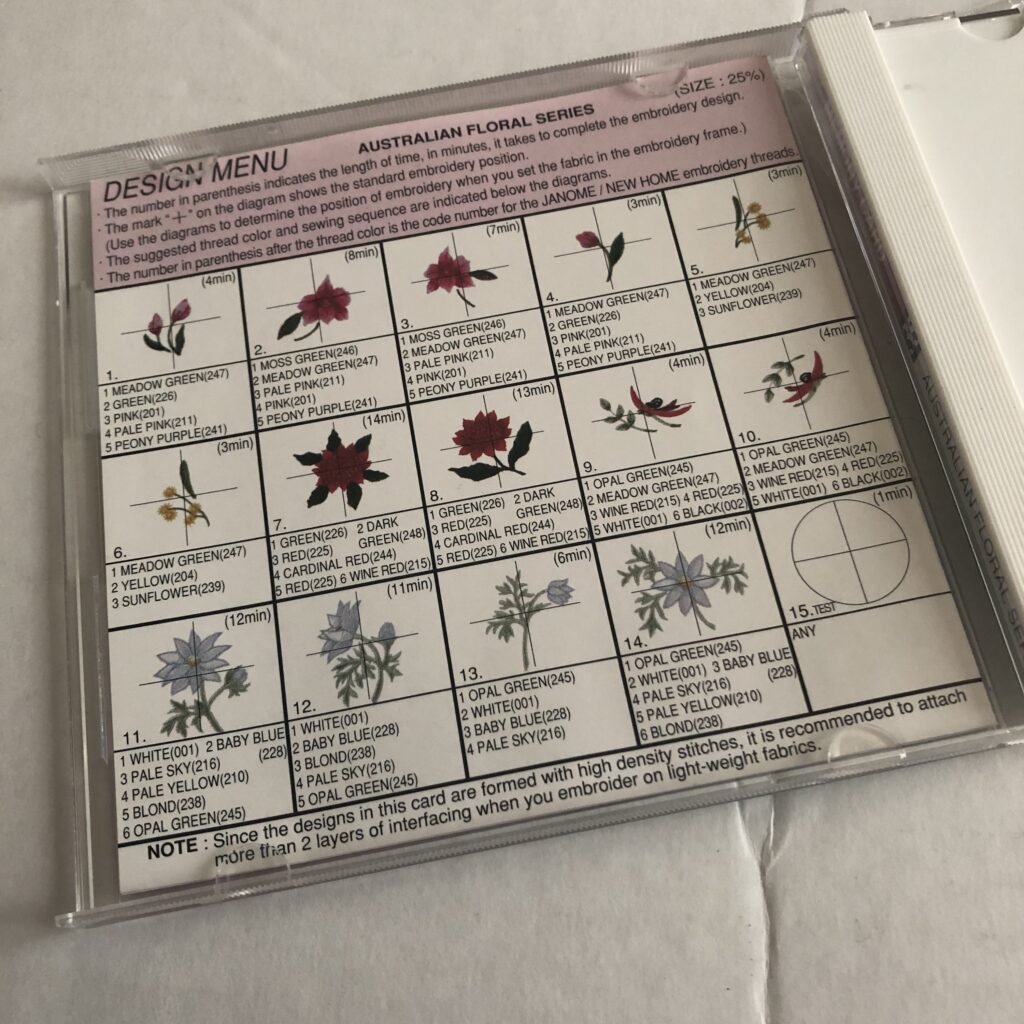 DESIGN MENU
AUSTRALIAN FLORAL SERIES
(SIZE : 25%)
· The number in parenthesis indicates the length of time, in minutes, it takes to complete the embroidery design.
· The mark "+" on the diagram shows the standard embroidery position.
(Use the diagrams to determine the position of embroidery when you set the fabric in the embroidery frame.)
· The suggested thread color and sewing sequence are indicated below the diagrams.
· The number in parenthesis after the thread color is the code number for the JANOME / NEW HOME embroidery threads.
(4min)
1.
1 MEADOW GREEN(247)
2 GREEN(226)
3 PINK(201)
4 PALE PINK(211)
5 PEONY PURPLE(241)
(8min)
2.
1 MOSS GREEN(246)
2 MEADOW GREEN(247)
3 PALE PINK(211)
4 PINK(201)
5 PEONY PURPLE(241)
(7min)
3.
1 MOSS GREEN(246)
2 MEADOW GREEN(247)
3 PALE PINK(211)
4 PINK(201)
5 PEONY PURPLE(241)
(3min)
4.
1 MEADOW GREEN(247)
2 GREEN(226)
3 PINK(201)
4 PALE PINK(211)
5 PEONY PURPLE(241)
(3min)
5.
1 MEADOW GREEN(247)
2 YELLOW(204)
3 SUNFLOWER(239)
(3min)
6.
1 MEADOW GREEN(247)
2 YELLOW(204)
3 SUNFLOWER(239)
(14min)
7.
1 GREEN(226) 2 DARK
3 RED(225) GREEN(248)
4 CARDINAL RED(244)
5 RED(225) 6 WINE RED(215)
(13min)
8.
1 GREEN(226) 2 DARK
3 RED(225) GREEN(248)
4 CARDINAL RED(244)
5 RED(225) 6 WINE RED(215)
(4min)
9.
1 OPAL GREEN(245)
2 MEADOW GREEN(247)
3 WINE RED(215) 4 RED(225)
5 WHITE(001) 6 BLACK(002)
(4min)
10.
1 OPAL GREEN(245)
2 MEADOW GREEN(247)
3 WINE RED(215) 4 RED(225)
5 WHITE(001) 6 BLACK(002)
(12min)
11.
1 WHITE(001) 2 BABY BLUE
3 PALE SKY(216) (228)
4 PALE YELLOW(210)
5 BLOND(238)
6 OPAL GREEN(245)
(11min)
12.
1 WHITE(001)
2 BABY BLUE(228)
3 BLOND(238)
4 PALE SKY(216)
5 OPAL GREEN(245)
(6min)
13.
1 OPAL GREEN(245)
2 WHITE(001)
3 BABY BLUE(228)
4 PALE SKY(216)
(12min)
14.
1 OPAL GREEN(245)
2 WHITE(001) 3 BABY BLUE
4 PALE SKY(216) (228)
5 PALE YELLOW(210)
6 BLOND(238)
(1min)
15. TEST
ANY
NOTE : Since the designs in this card are formed with high density stitches, it is recommended to attach
more than 2 layers of interfacing when you embroider on light-weight fabrics.
AUSTRALIAN FLORAL SE